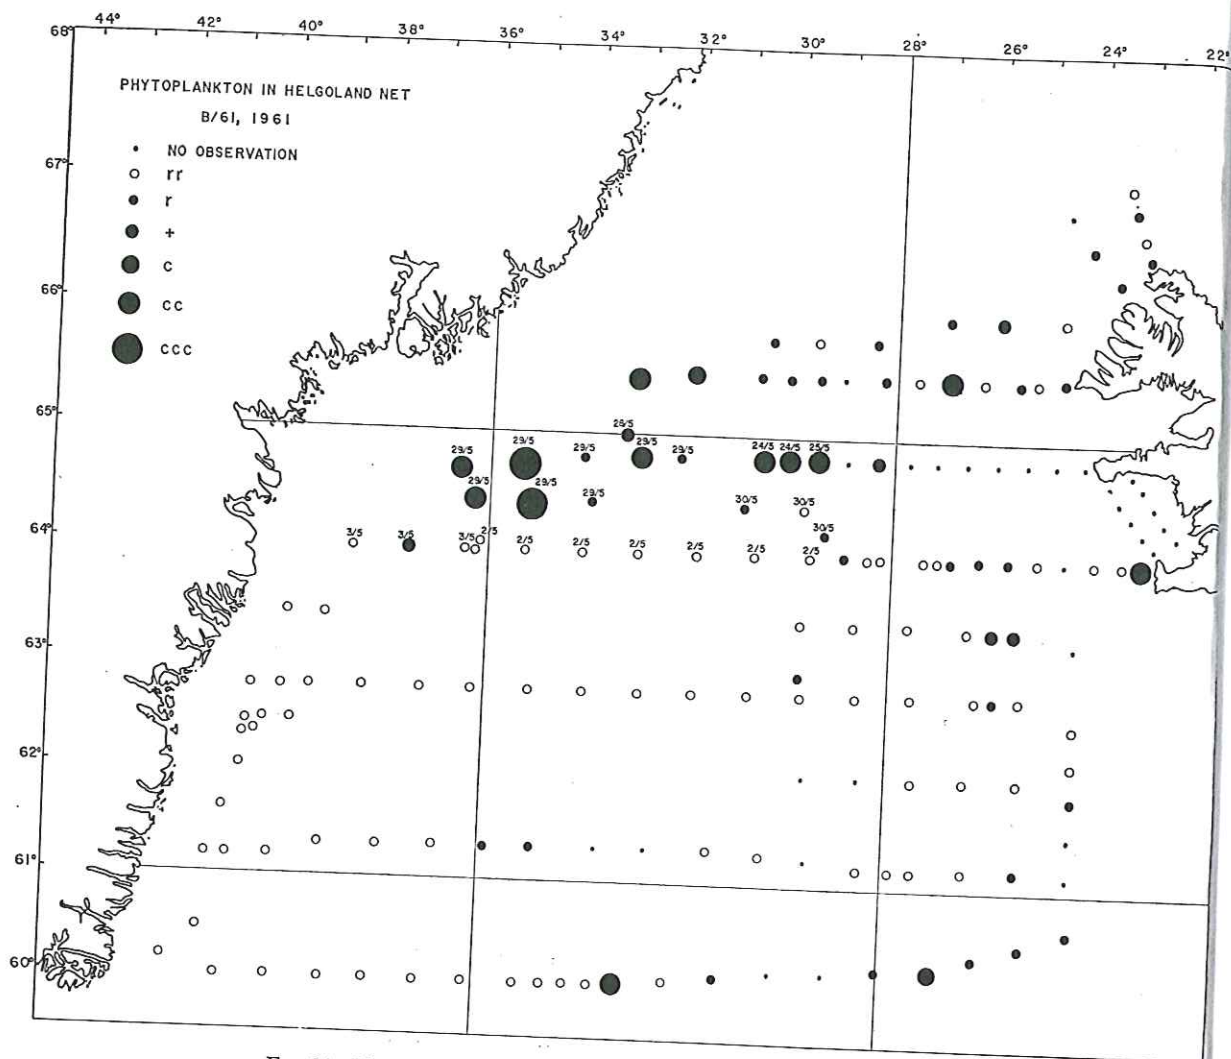 44° 42° 40° 38° 36° 34° 32° 30° 28° 26° 24° 22°
68°
PHYTOPLANKTON IN HELGOLAND NET
B/61, 1961
NO OBSERVATION
67°
rr
r
+
c
66°
cc
ccc
65°
28/5
29/5 29/5 29/5 29/5 29/5 24/5 24/5 25/5
29/5 29/5 29/5 30/5 30/5
64°
30/5
3/5 3/5 3/5 2/5 2/5 2/5 2/5 2/5 2/5 2/5
63°
62°
61°
60°